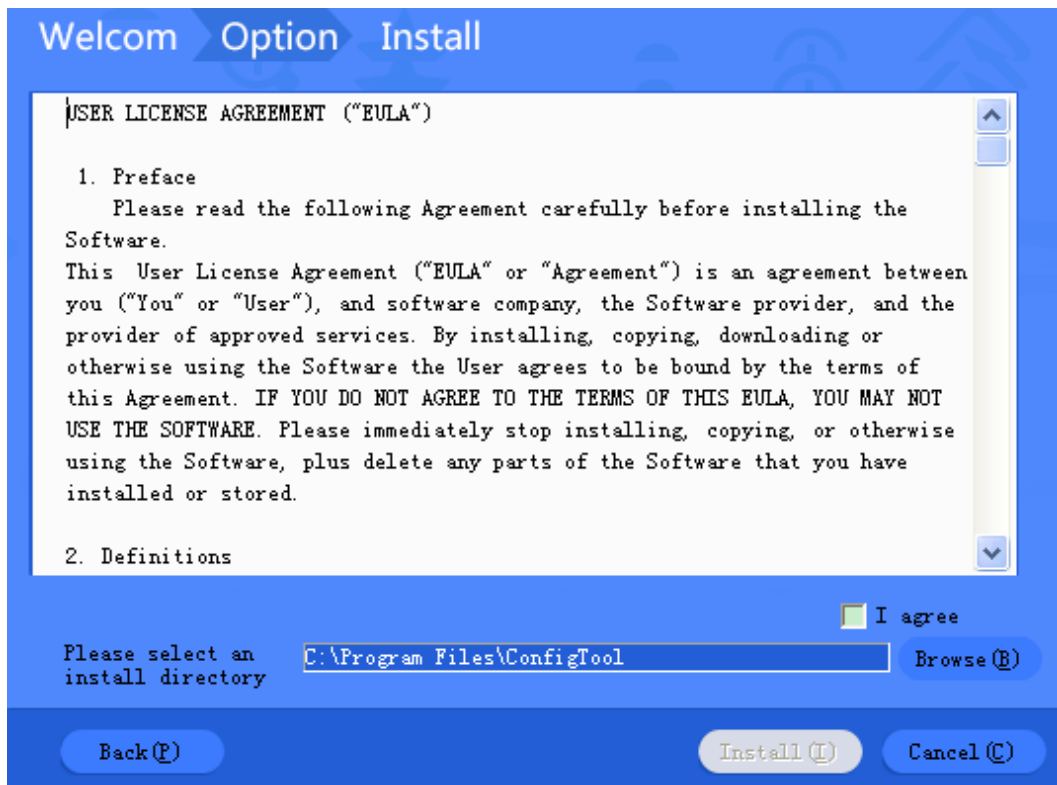 Welcom Option Install
USER LICENSE AGREEMENT ("EULA")
1. Preface
Please read the following Agreement carefully before installing the
Software.
This User License Agreement ("EULA" or "Agreement") is an agreement between
you ("You" or "User"), and software company, the Software provider, and the
provider of approved services. By installing, copying, downloading or
otherwise using the Software the User agrees to be bound by the terms of
this Agreement. IF YOU DO NOT AGREE TO THE TERMS OF THIS EULA, YOU MAY NOT
USE THE SOFTWARE. Please immediately stop installing, copying, or otherwise
using the Software, plus delete any parts of the Software that you have
installed or stored.
2. Definitions
I agree
Please select an
install directory
C:\Program Files\ConfigTool
Browse(B)
Back(P)
Install(I)
Cancel(C)